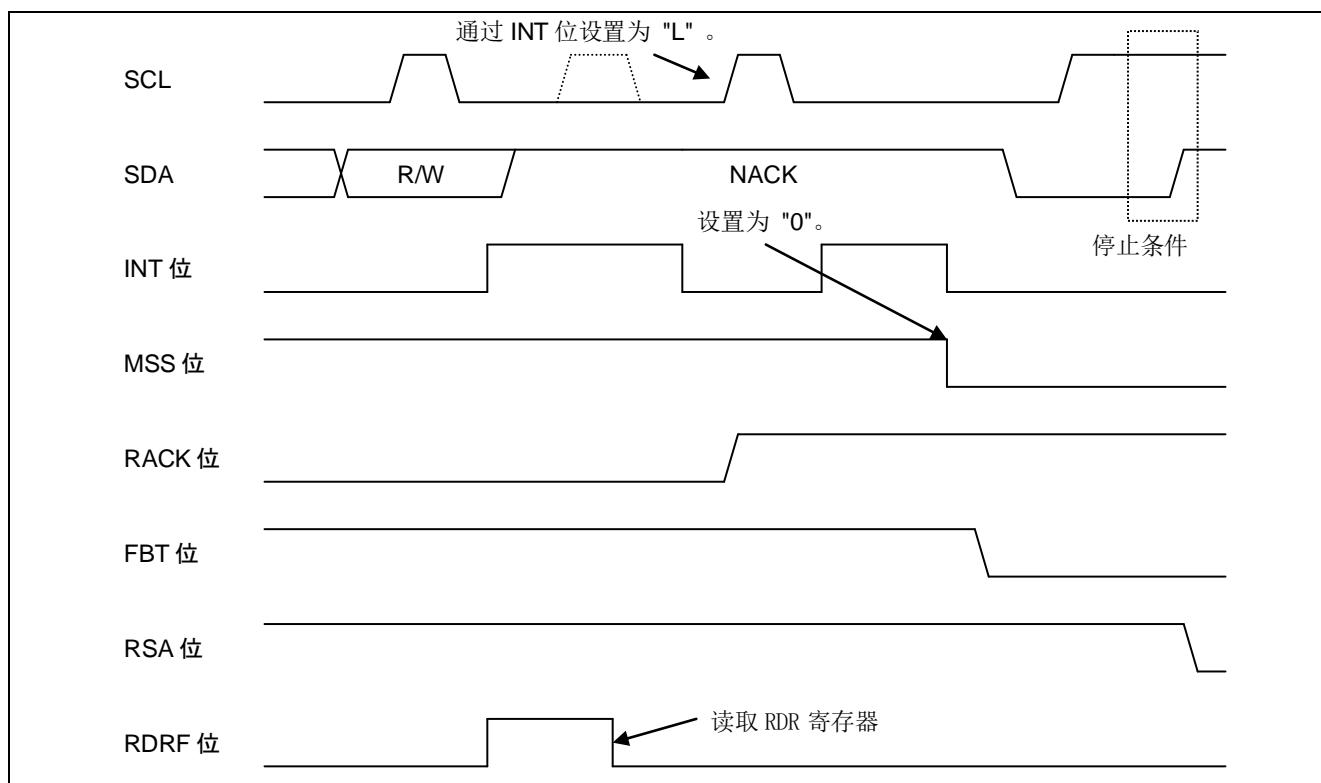 通过 INT 位设置为 "L" 。
SCL
SDA
R/W
NACK
设置为 "0"。
停止条件
INT 位
MSS 位
RACK 位
FBT 位
RSA 位
读取 RDR 寄存器
RDRF 位